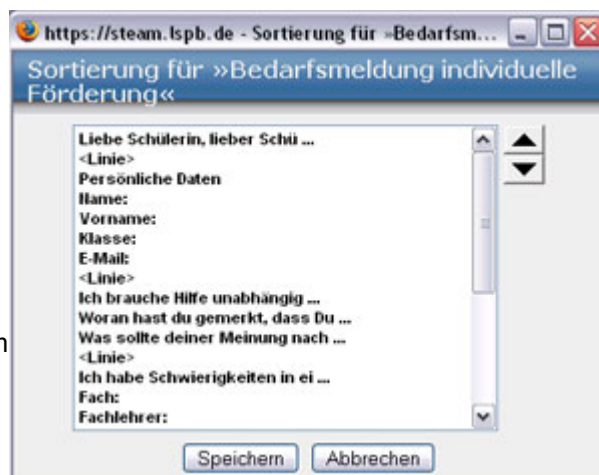 https://steam.lspb.de - Sortierung für »Bedarfsm...
Sortierung für »Bedarfsmeldung individuelle
Förderung«
Liebe Schülerin, lieber Schü ...
<Linie>
Persönliche Daten
Name:
Vorname:
Klasse:
E-Mail:
<Linie>
Ich brauche Hilfe unabhängig ...
Woran hast du gemerkt, dass Du ...
Was sollte deiner Meinung nach ...
<Linie>
Ich habe Schwierigkeiten in ei ...
Fach:
Fachlehrer:
Speichern Abbrechen